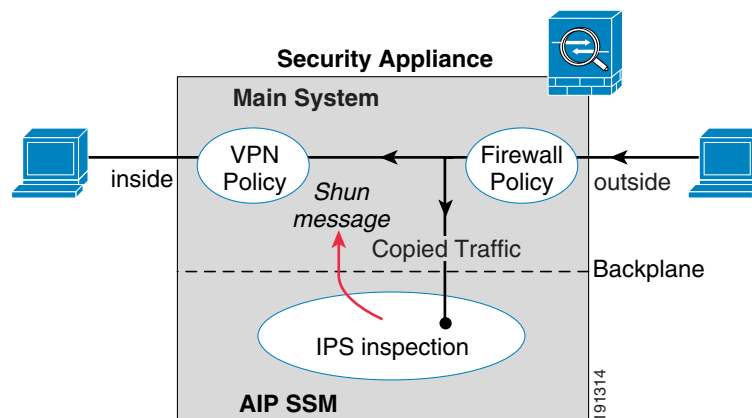 Security Appliance
Main System
VPN
Policy
Firewall
Policy
inside
outside
Shun
message
Copied Traffic
Backplane
IPS inspection
AIP SSM
191314